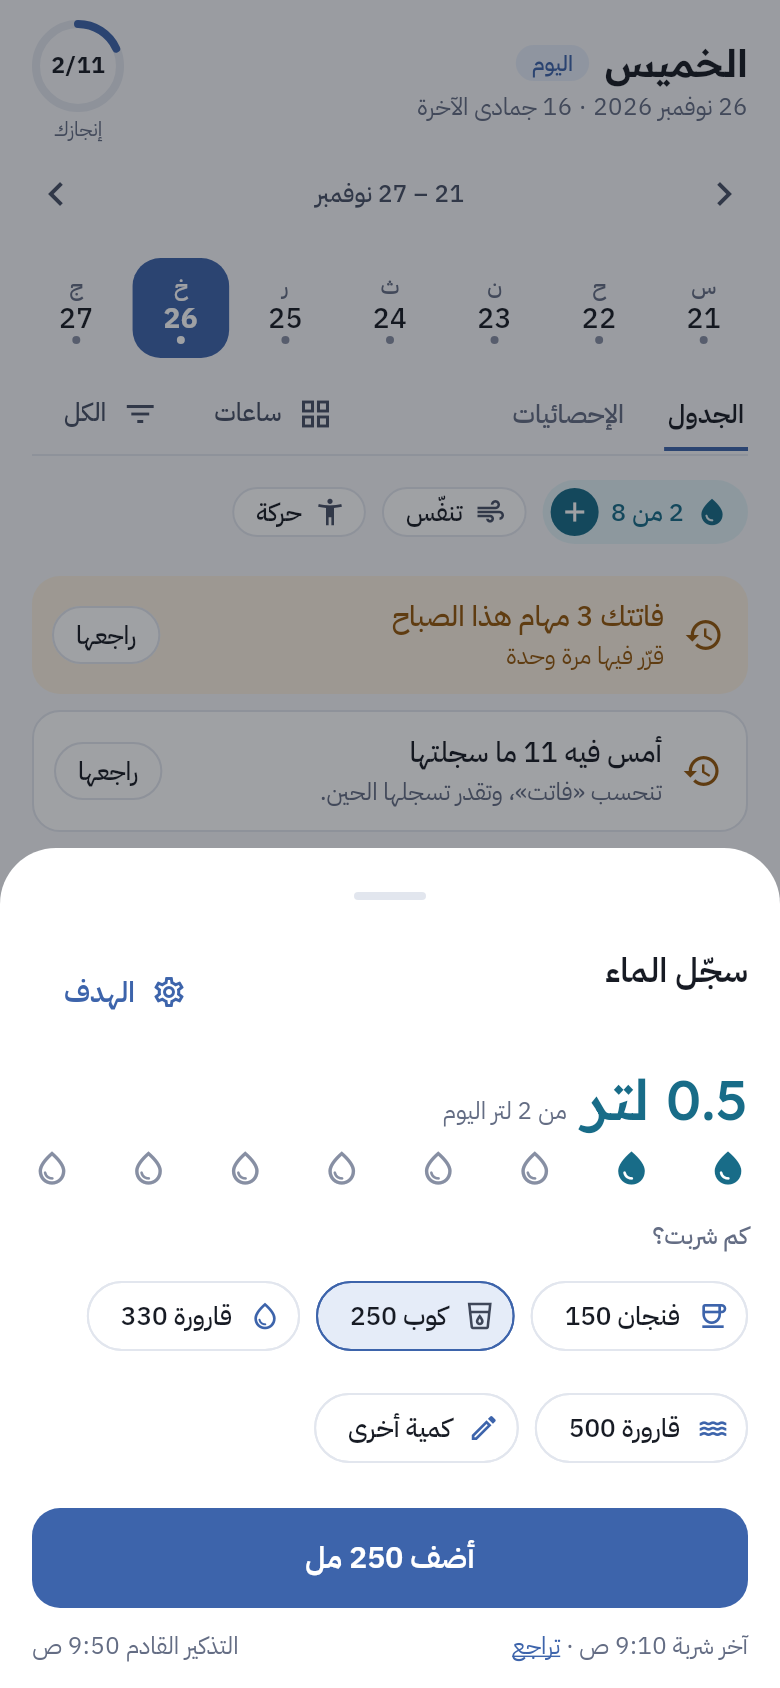 الخميس اليوم
26 نوفمبر 2026 · 16 جمادى الآخرة
2/11
إنجازك
21 – 27 نوفمبر
س ح ن ث ر خ ج
21 22 23 24 25 26 27
الجدول الإحصائيات ساعات الكل
2 من 8 تنفّس حركة
فاتتك 3 مهام هذا الصباح
قرّر فيها مرة وحدة
راجعها
أمس فيه 11 ما سجلتها
تنحسب «فاتت»، وتقدر تسجلها الحين.
راجعها
سجّل الماء
الهدف
0.5 لتر من 2 لتر اليوم
كم شربت؟
فنجان 150 كوب 250 قارورة 330
قارورة 500 كمية أخرى
أضف 250 مل
آخر شربة 9:10 ص · تراجع
التذكير القادم 9:50 ص